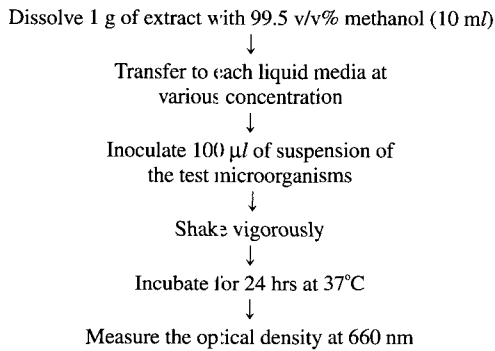 Dissolve 1 g of extract with 99.5 v/v% methanol (10 ml)
↓
Transfer to each liquid media at
various concentration
↓
Inoculate 100 μl of suspension of
the test microorganisms
↓
Shake vigorously
↓
Incubate for 24 hrs at 37°C
↓
Measure the optical density at 660 nm